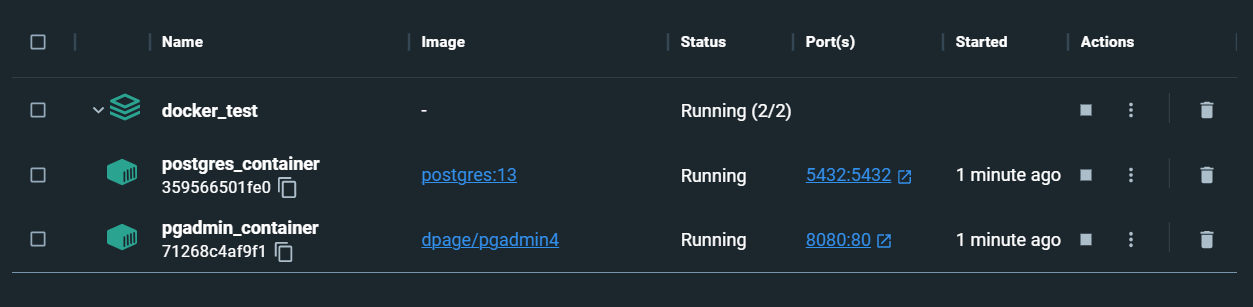 Name Image Status Port(s) Started Actions
docker_test - Running (2/2)
postgres_container
359566501fe0 postgres:13 Running 5432:5432 1 minute ago
pgadmin_container
71268c4af9f1 dpage/pgadmin4 Running 8080:80 1 minute ago